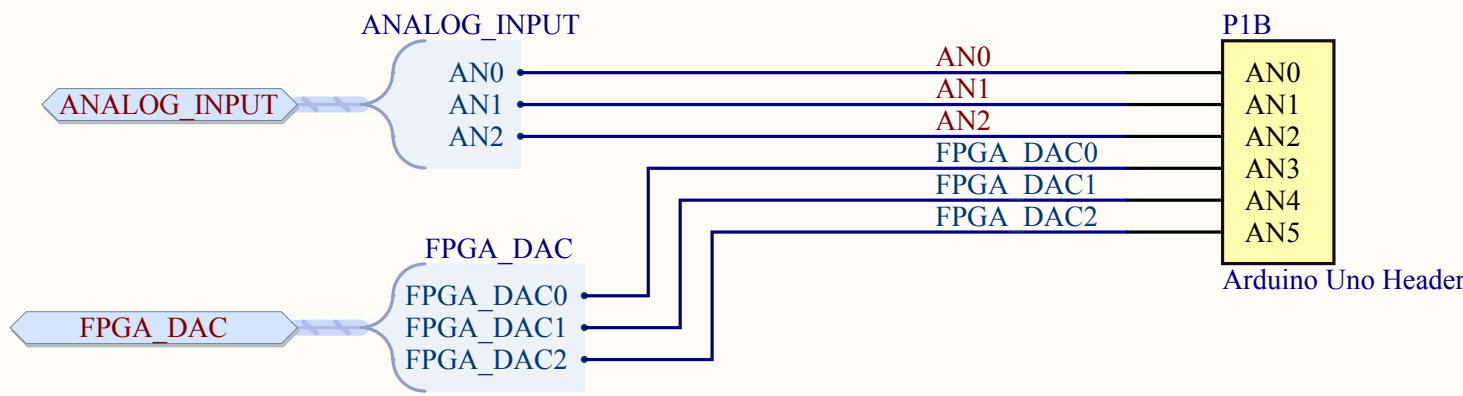 ANALOG_INPUT
P1B
AN0
AN0
AN0
ANALOG_INPUT
AN1
AN1
AN1
AN2
AN2
AN2
FPGA_DAC0
AN3
FPGA_DAC1
AN4
FPGA_DAC2
AN5
FPGA_DAC
Arduino Uno Header
FPGA_DAC0
FPGA_DAC
FPGA_DAC1
FPGA_DAC2